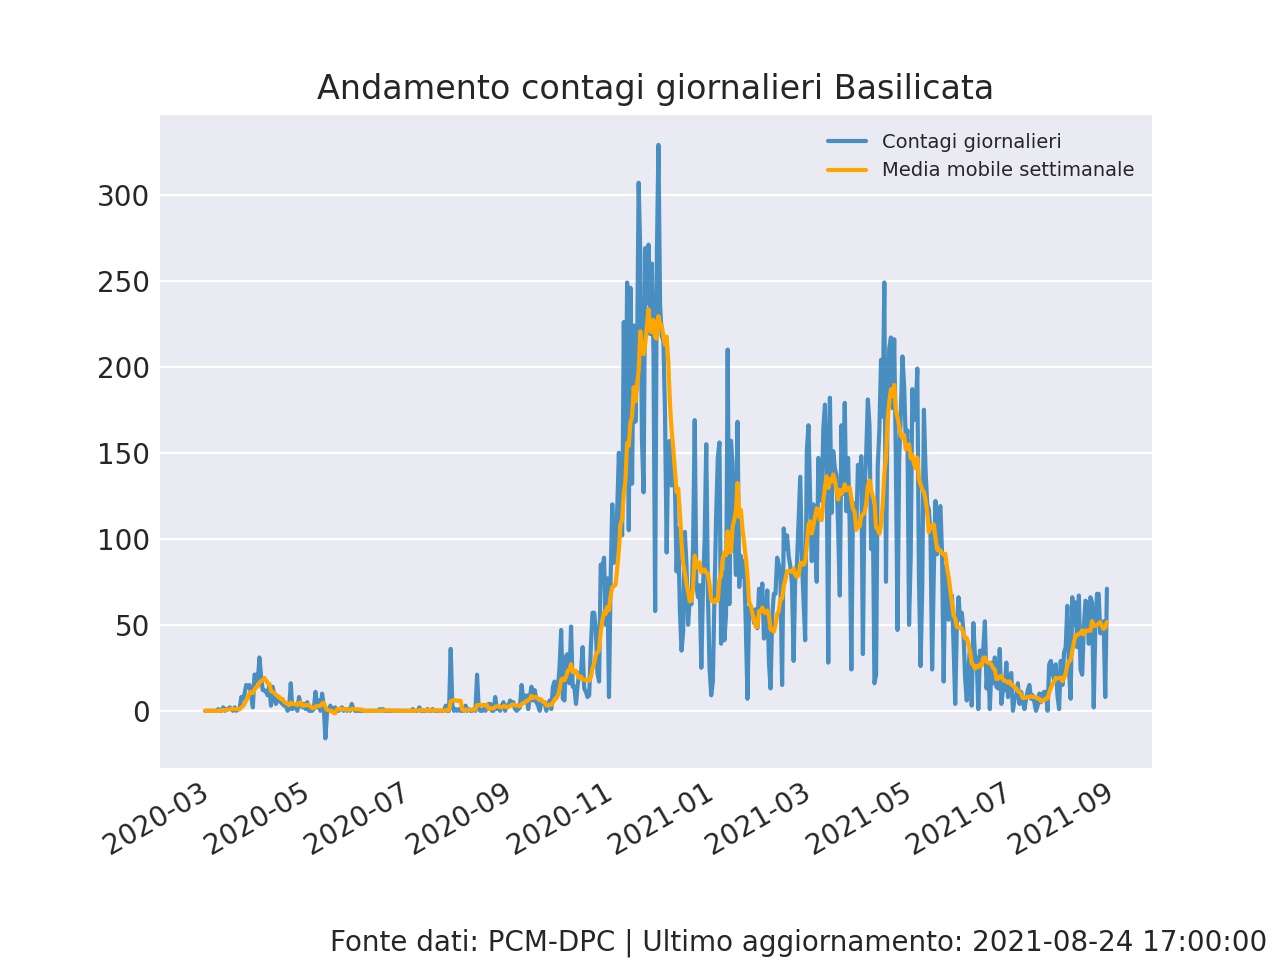 Andamento contagi giornalieri Basilicata
Contagi giornalieri
Media mobile settimanale
300
250
200
150
100
50
0
2020-03 2020-05 2020-07 2020-09 2020-11 2021-01 2021-03 2021-05 2021-07 2021-09
Fonte dati: PCM-DPC | Ultimo aggiornamento: 2021-08-24 17:00:00